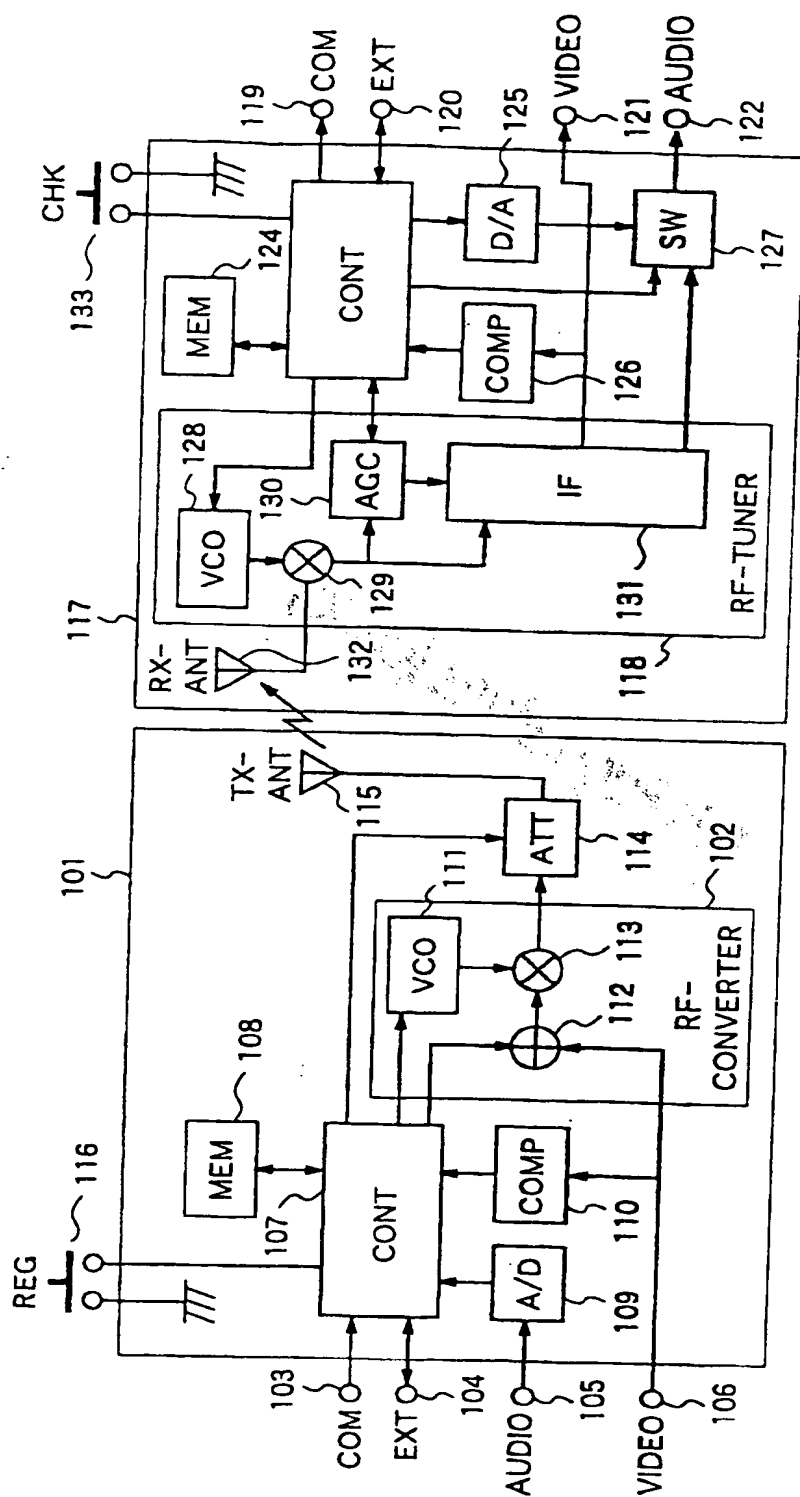 REG
116
101
MEM
108
107
CONT
COM
103
EXT
104
AUDIO
105
VIDEO
106
A/D
109
COMP
110
VCO
111
112
113
RF-
CONVERTER
102
ATT
114
TX-
ANT
115
117
RX-
ANT
132
VCO
128
129
130
AGC
IF
131
RF-TUNER
118
133
CHK
MEM
124
CONT
COMP
126
D/A
125
SW
127
119
COM
EXT
120
VIDEO
121
AUDIO
122